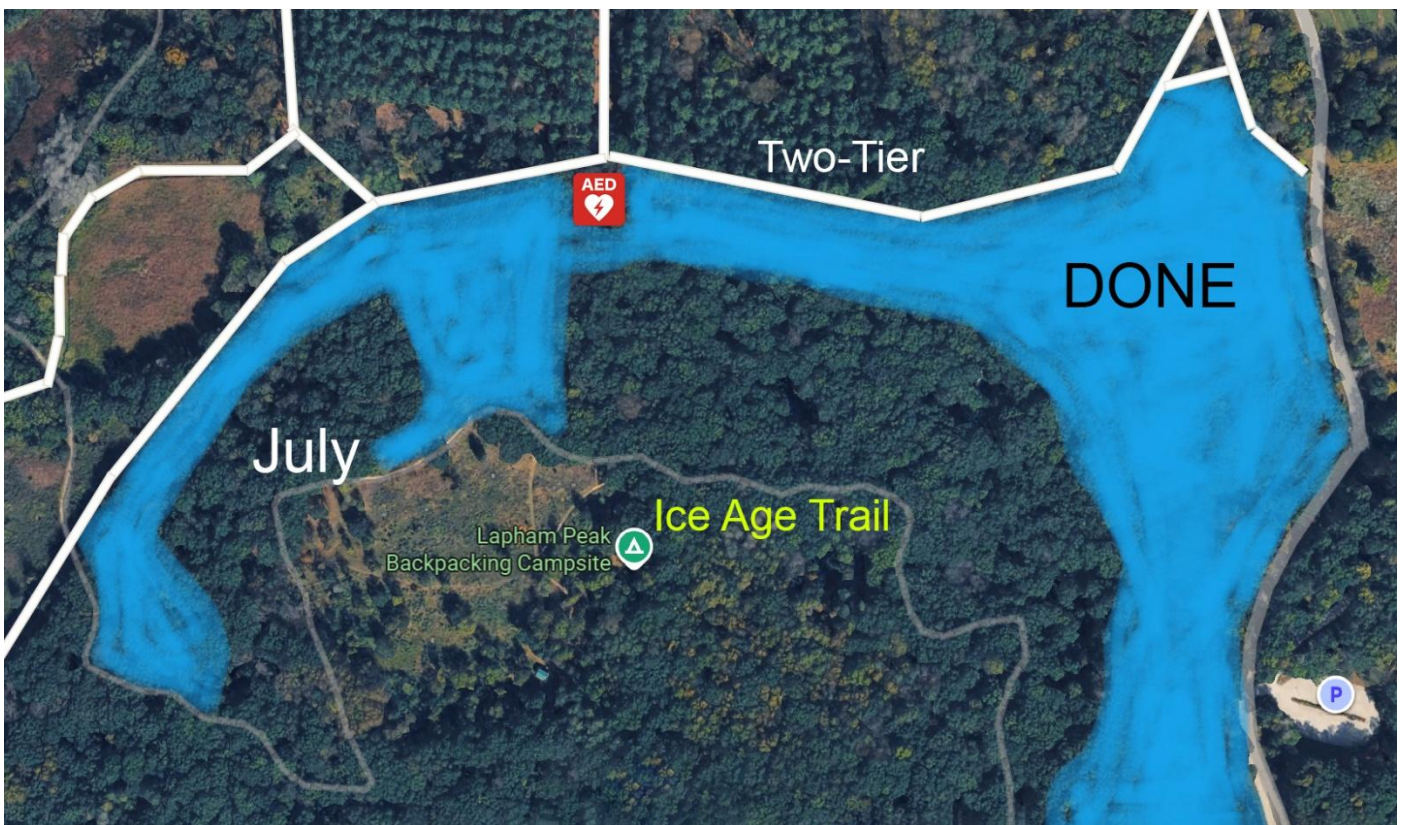 Two-Tier
AED
DONE
July
Ice Age Trail
Lapham Peak
Backpacking Campsite
P